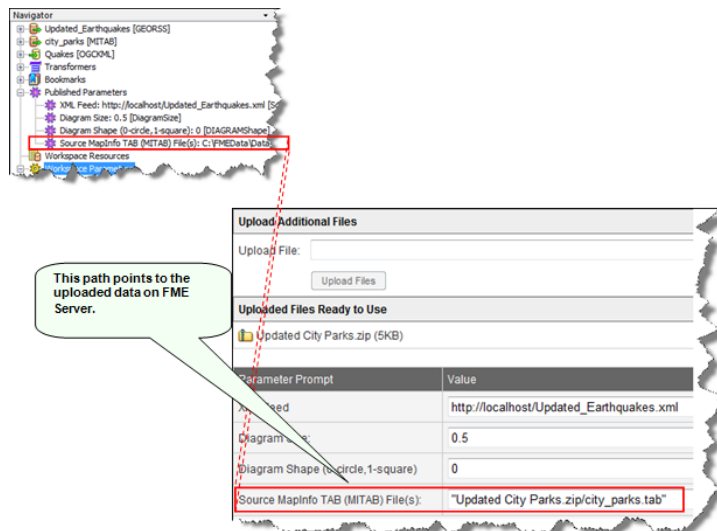 Navigator
Updated_Earthquakes [GEORSS]
city_parks [MITAB]
Quakes [OGCKML]
Transformers
Bookmarks
Published Parameters
XML Feed: http://localhost/Updated_Earthquakes.xml
Diagram Size: 0.5 [DiagramSize]
Diagram Shape (0-circle,1-square): 0 [DIAGRAMShape]
Source MapInfo TAB (MITAB) File(s): C:\FMEData\Data
Workspace Resources
Workspace
Upload Additional Files
Upload File:
Upload Files
This path points to the
uploaded data on FME
Server.
Uploaded Files Ready to Use
Updated City Parks.zip (5KB)
Parameter Prompt Value
Feed http://localhost/Updated_Earthquakes.xml
Diagram 0.5
Diagram Shape (0-circle,1-square) 0
Source MapInfo TAB (MITAB) File(s): "Updated City Parks.zip/city_parks.tab"